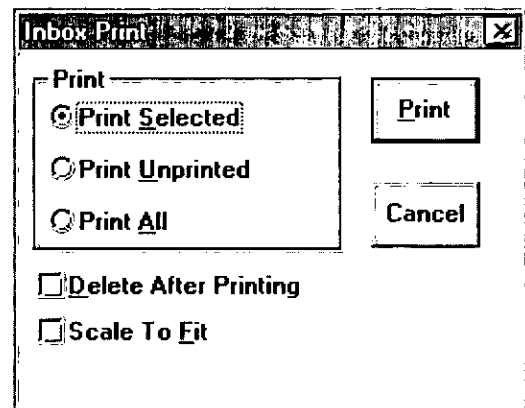 Inbox Print
Print
Print Selected
Print Unprinted
Print All
Print
Cancel
Delete After Printing
Scale To Fit